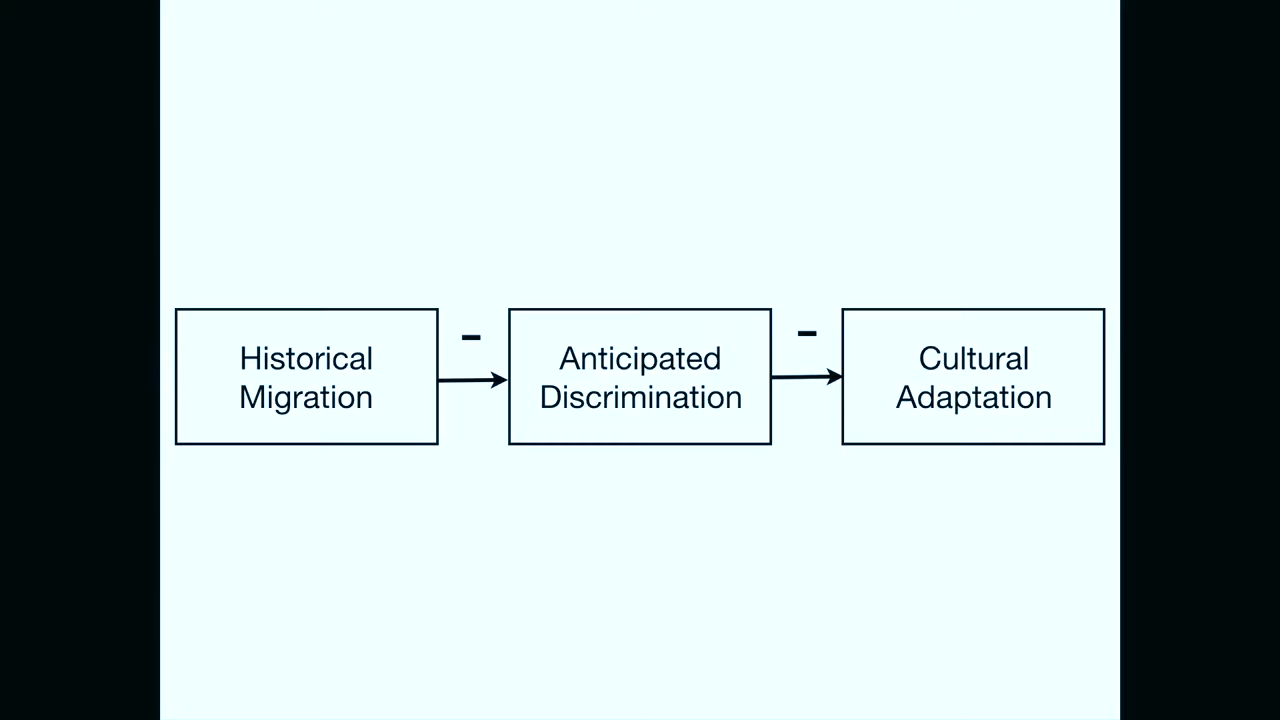 Historical
Migration
-
Anticipated
Discrimination
-
Cultural
Adaptation